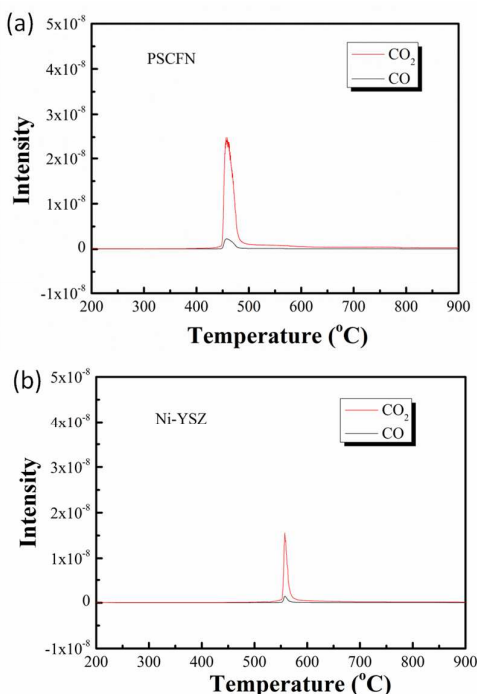 (a)
5x10⁻⁸
4x10⁻⁸
3x10⁻⁸
2x10⁻⁸
1x10⁻⁸
0
-1x10⁻⁸
Intensity
PSCFN
CO₂
CO
200 300 400 500 600 700 800 900
Temperature (°C)
(b)
5x10⁻⁸
4x10⁻⁸
3x10⁻⁸
2x10⁻⁸
1x10⁻⁸
0
-1x10⁻⁸
Intensity
Ni-YSZ
CO₂
CO
200 300 400 500 600 700 800 900
Temperature (°C)